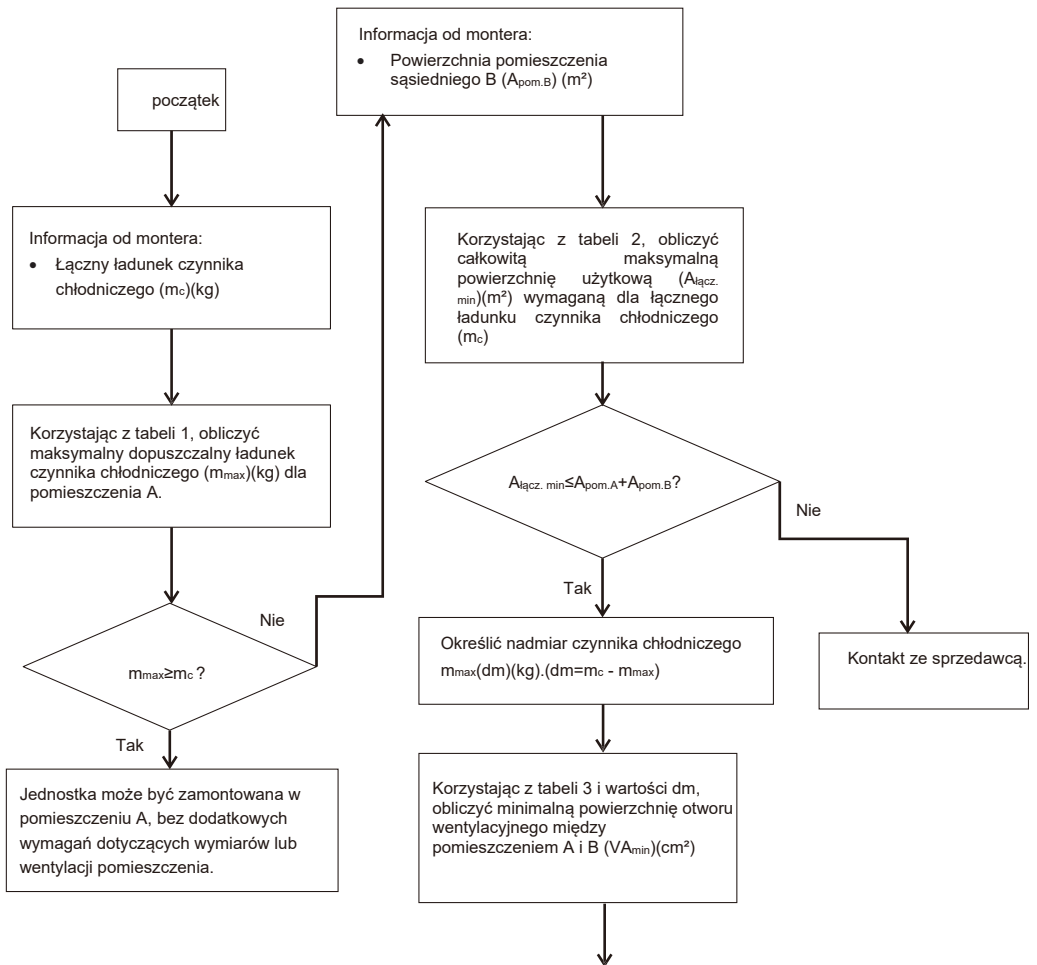 początek
Informacja od montera:
• Łączny ładunek czynnika
chłodniczego (mc)(kg)
Korzystając z tabeli 1, obliczyć
maksymalny dopuszczalny ładunek
czynnika chłodniczego (mmax)(kg) dla
pomieszczenia A.
mmax≥mc ?
Nie
Tak
Jednostka może być zamontowana w
pomieszczeniu A, bez dodatkowych
wymagań dotyczących wymiarów lub
wentylacji pomieszczenia.
Informacja od montera:
• Powierzchnia pomieszczenia
sąsiedniego B (Apom.B) (m²)
Korzystając z tabeli 2, obliczyć
całkowitą maksymalną
powierzchnię użytkową (Ałącz.
min)(m²) wymaganą dla łącznego
ładunku czynnika chłodniczego
(mc)
Ałącz. min≤Apom.A+Apom.B?
Nie
Tak
Kontakt ze sprzedawcą.
Określić nadmiar czynnika chłodniczego
mmax(dm)(kg).(dm=mc - mmax)
Korzystając z tabeli 3 i wartości dm,
obliczyć minimalną powierzchnię otworu
wentylacyjnego między
pomieszczeniem A i B (VAmin)(cm²)